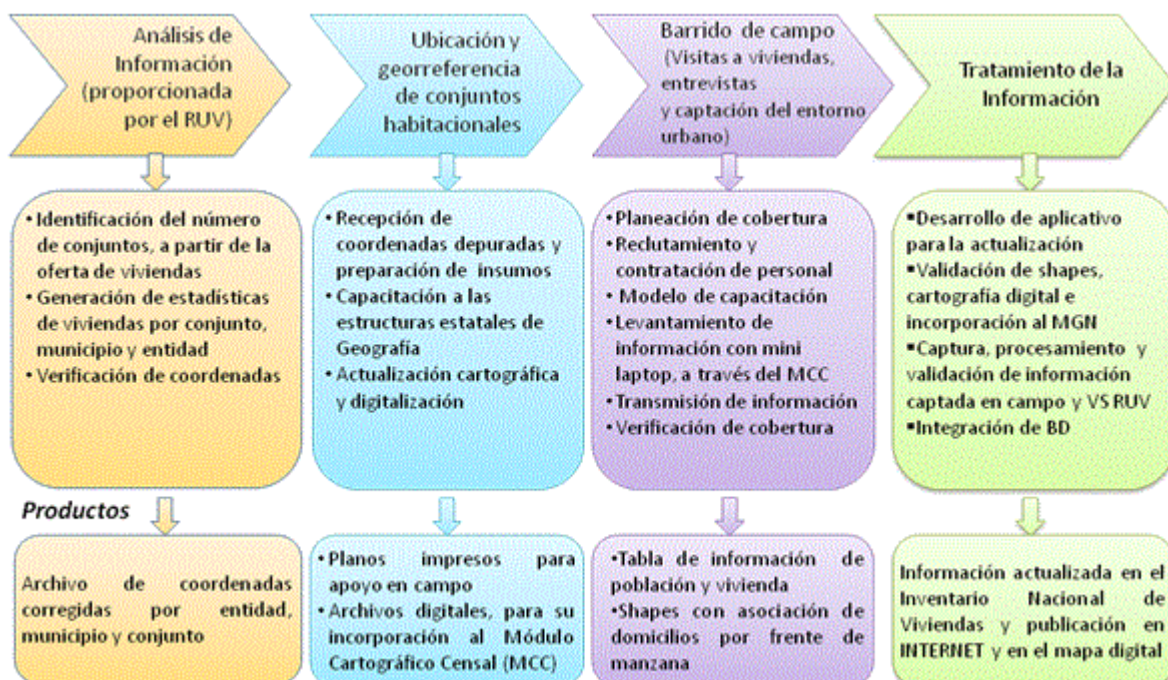 Análisis de
Información
(proporcionada
por el RUV)
Ubicación y
georreferencia
de conjuntos
habitacionales
Barrido de campo
(Visitas a viviendas,
entrevistas
y captación del entorno
urbano)
Tratamiento de la
Información
• Identificación del número
de conjuntos, a partir de la
oferta de viviendas
• Generación de estadísticas
de viviendas por conjunto,
municipio y entidad
• Verificación de coordenadas
• Recepción de
coordenadas depuradas y
preparación de insumos
• Capacitación a las
estructuras estatales de
Geografía
• Actualización cartográfica
y digitalización
• Planeación de cobertura
• Reclutamiento y
contratación de personal
• Modelo de capacitación
• Levantamiento de
información con mini
laptop, a través del MCC
• Transmisión de información
• Verificación de cobertura
▪Desarrollo de aplicativo
para la actualización
▪Validación de shapes,
cartografía digital e
incorporación al MGN
▪Captura, procesamiento y
validación de información
captada en campo y VS RUV
▪Integración de BD
Productos
Archivo de coordenadas
corregidas por entidad,
municipio y conjunto
• Planos impresos para
apoyo en campo
• Archivos digitales, para su
incorporación al Módulo
Cartográfico Censal (MCC)
• Tabla de información de
población y vivienda
• Shapes con asociación de
domicilios por frente de
manzana
Información actualizada en el
Inventario Nacional de
Viviendas y publicación en
INTERNET y en el mapa digital